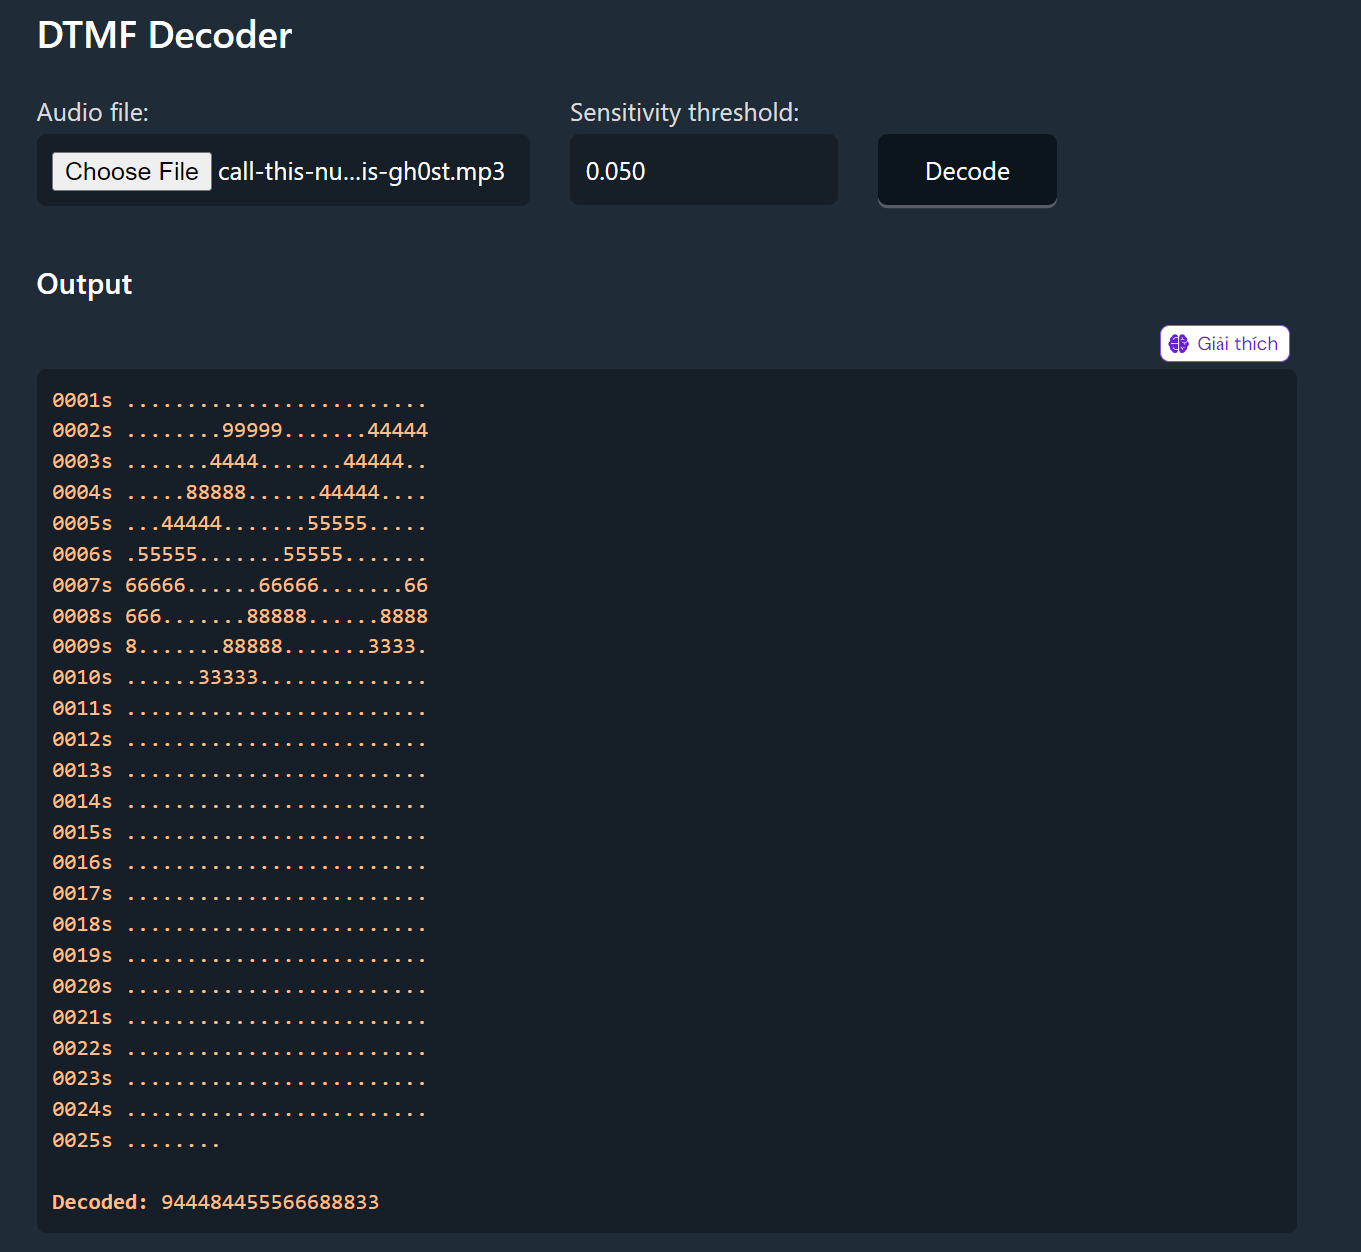 DTMF Decoder
Audio file:
Sensitivity threshold:
Choose File call-this-nu...is-gh0st.mp3
0.050
Decode
Output
Giải thích
0001s .........................
0002s ........99999.......44444
0003s .......4444.......44444..
0004s .....88888......44444....
0005s ...44444.......55555.....
0006s .55555.......55555.......
0007s 66666......66666.......66
0008s 666.......88888......8888
0009s 8.......88888.......3333.
0010s ......33333..............
0011s .........................
0012s .........................
0013s .........................
0014s .........................
0015s .........................
0016s .........................
0017s .........................
0018s .........................
0019s .........................
0020s .........................
0021s .........................
0022s .........................
0023s .........................
0024s .........................
0025s ........
Decoded: 944484455566688833